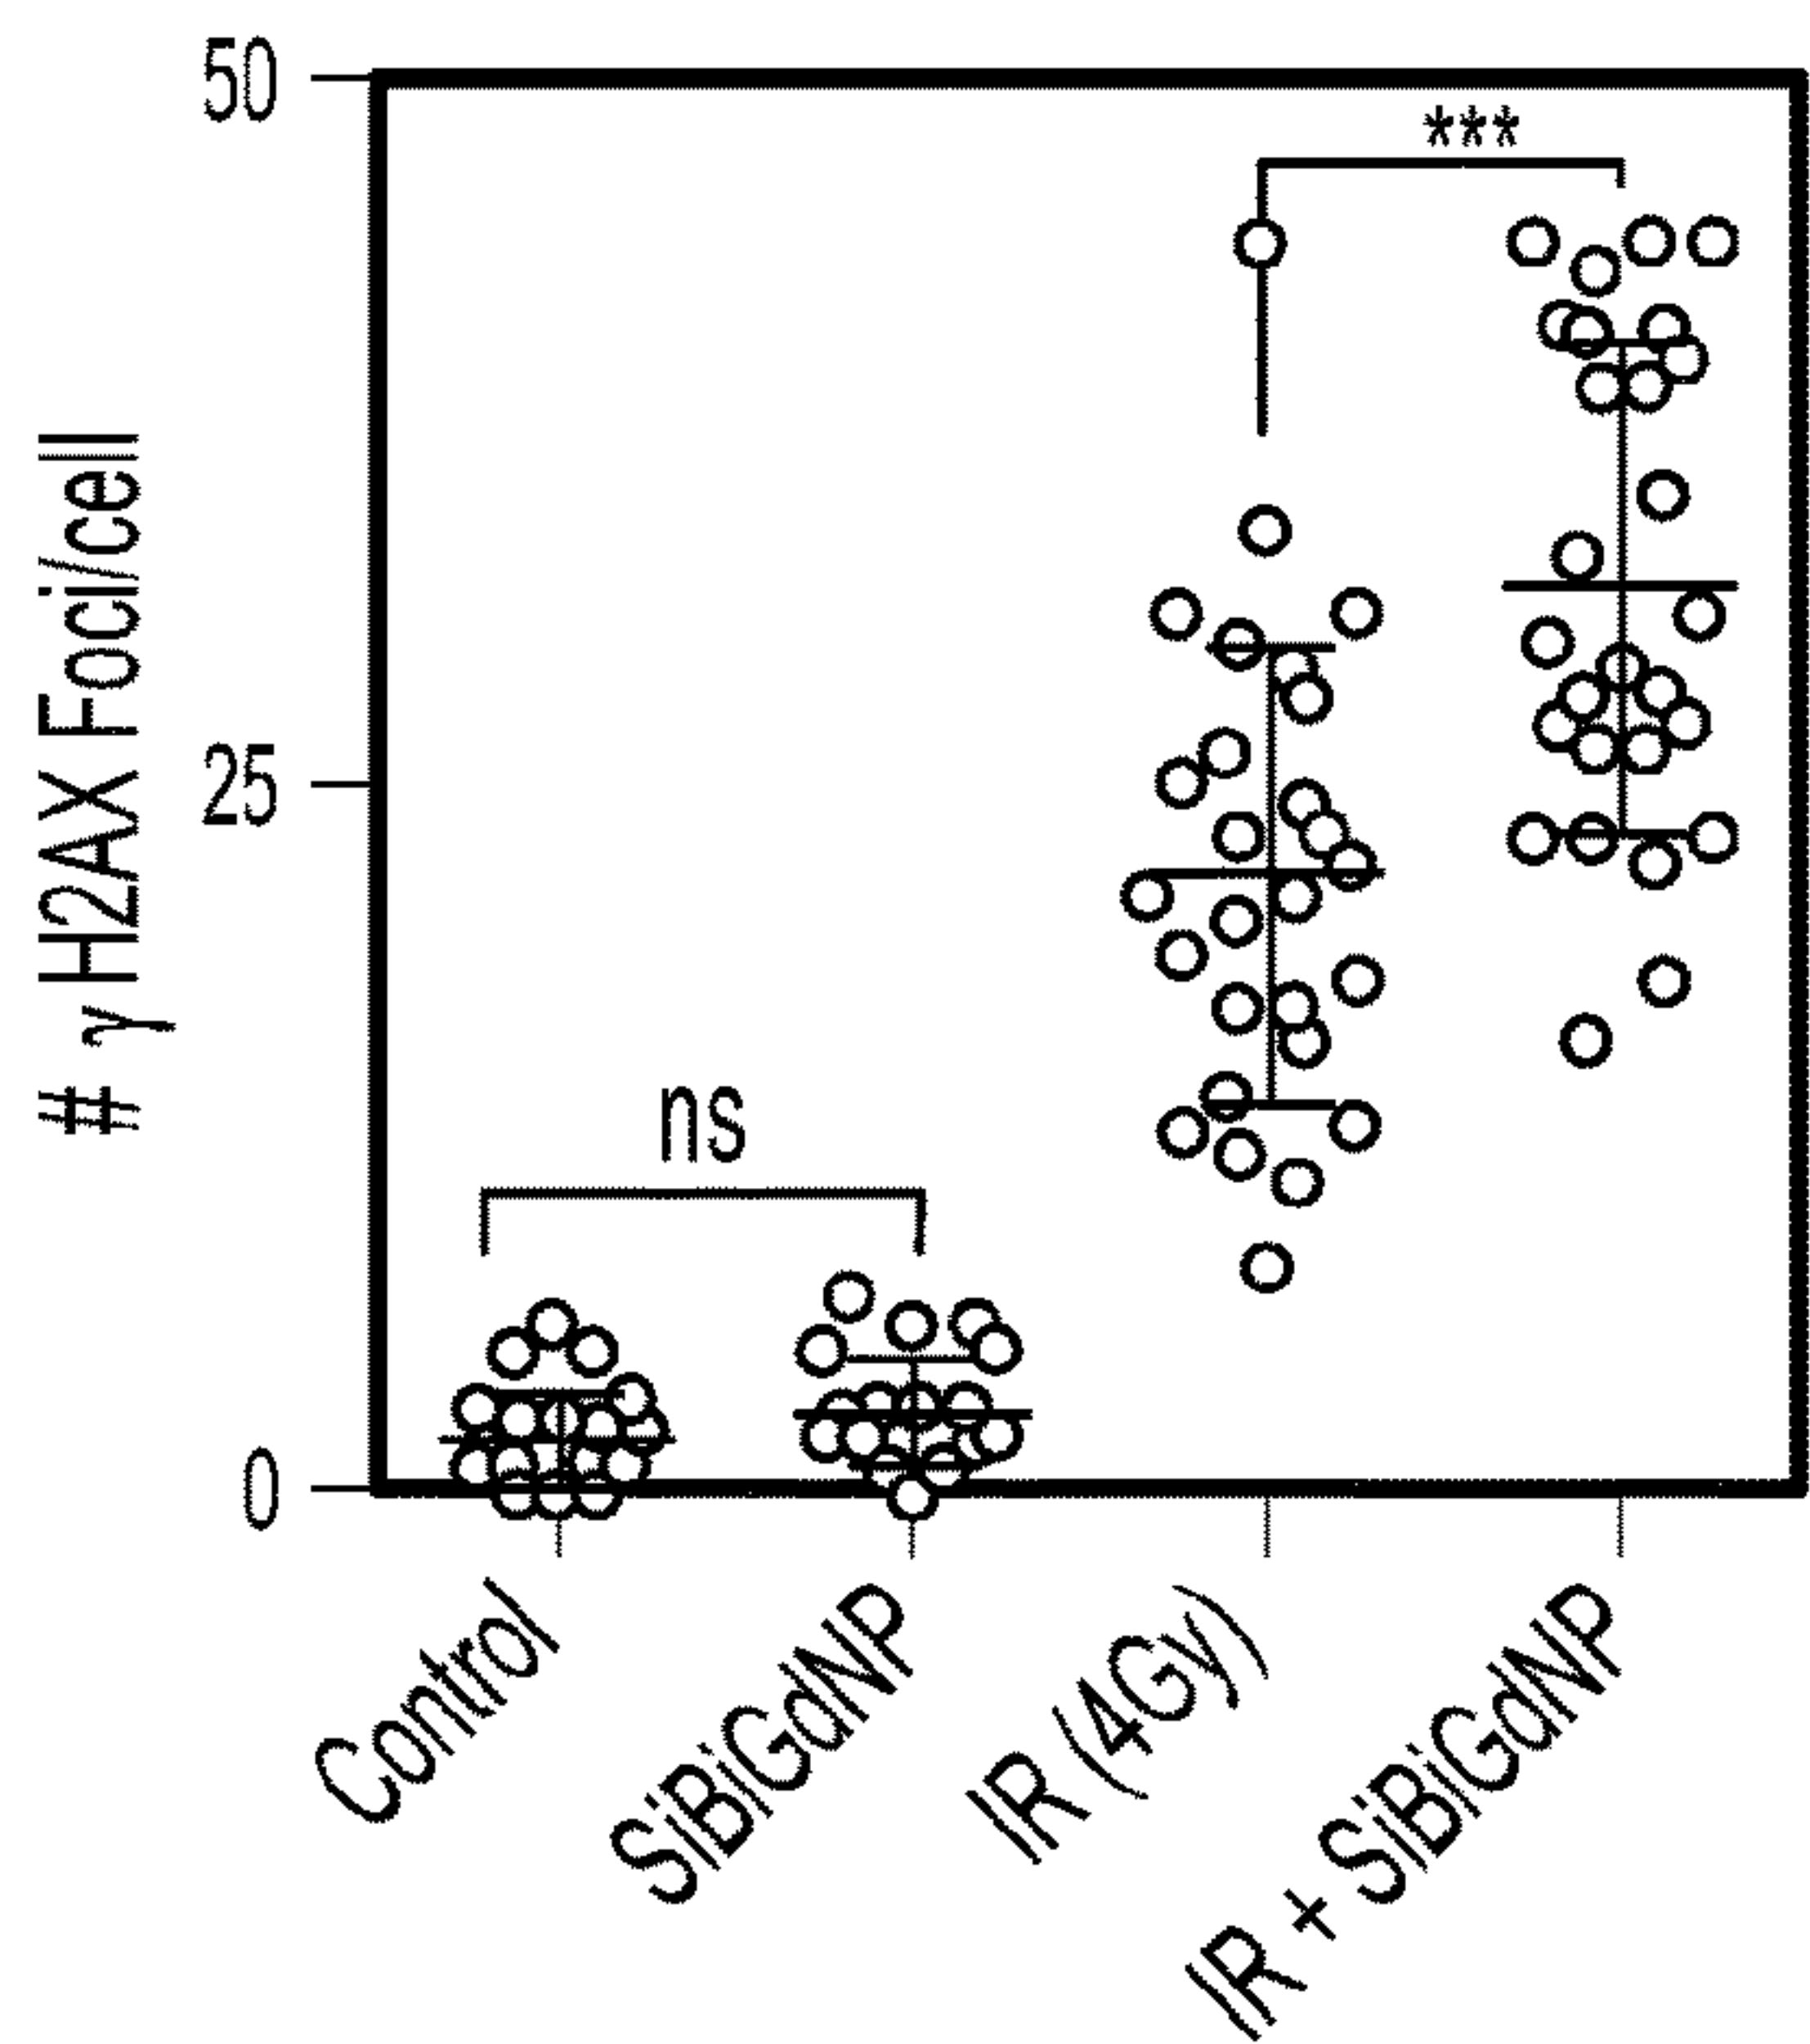 # γH2AX Foci/cell
50
25
0
***
ns
Control
SiBiGdNP
IR (4Gy)
IR + SiBiGdNP